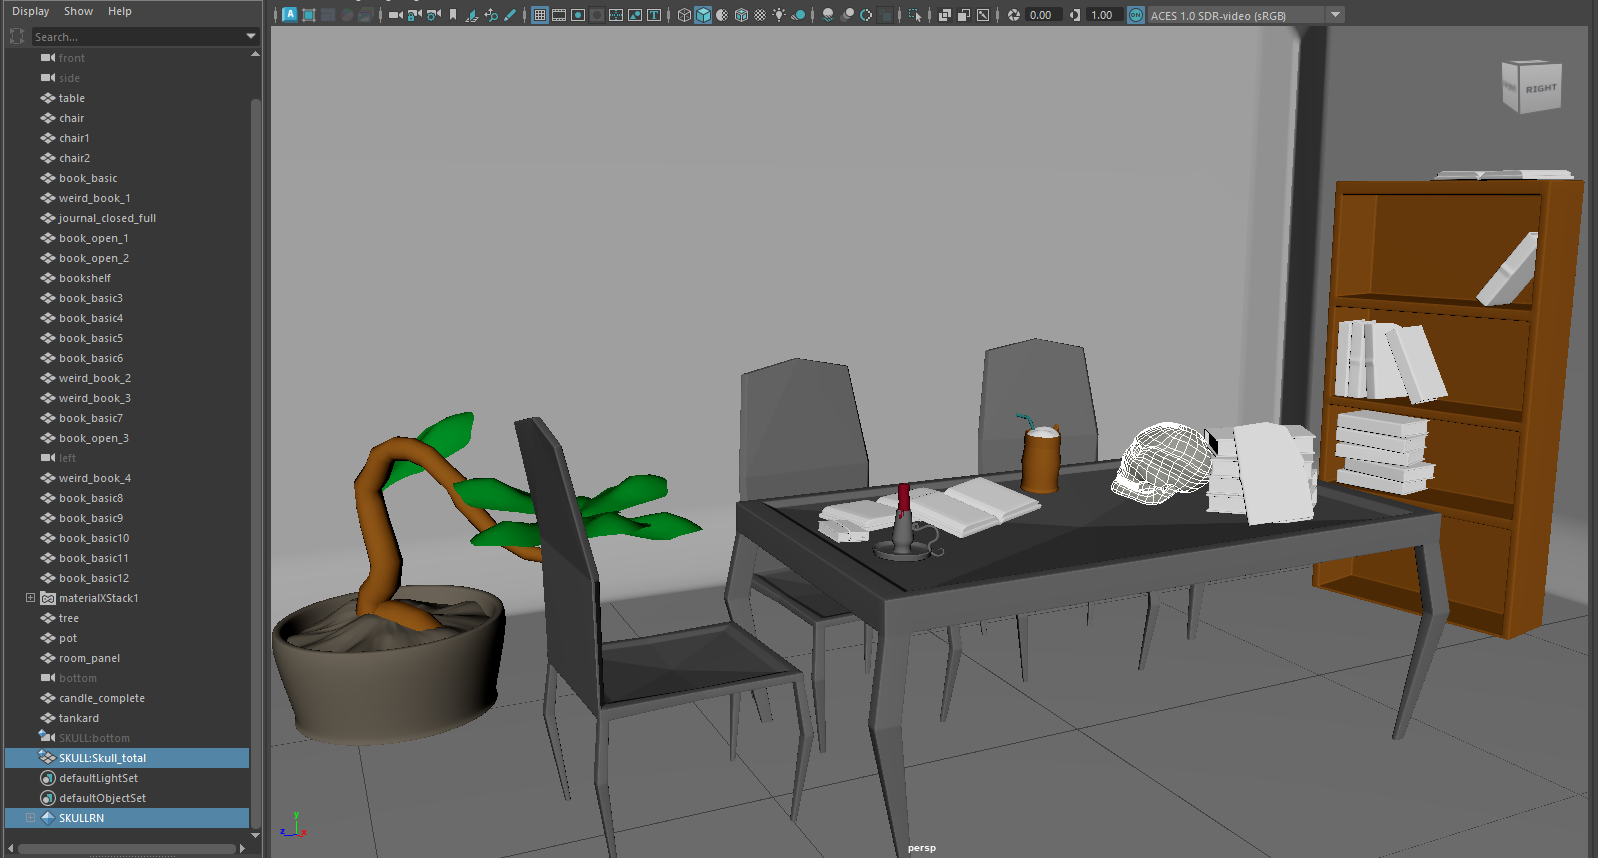 Display Show Help
Search...
0.00 1.00 ON ACES 1.0 SDR-video (sRGB)
front
side
table
chair
chair1
chair2
book_basic
weird_book_1
journal_closed_full
book_open_1
book_open_2
bookshelf
book_basic3
book_basic4
book_basic5
book_basic6
weird_book_2
weird_book_3
book_basic7
book_open_3
left
weird_book_4
book_basic8
book_basic9
book_basic10
book_basic11
book_basic12
materialXStack1
tree
pot
room_panel
bottom
candle_complete
tankard
SKULL:bottom
SKULL:Skull_total
defaultLightSet
defaultObjectSet
SKULLRN
RIGHT
y
z
x
persp